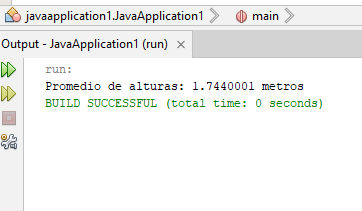 javaapplication1.JavaApplication1 main
Output - JavaApplication1 (run) ×
run:
Promedio de alturas: 1.7440001 metros
BUILD SUCCESSFUL (total time: 0 seconds)